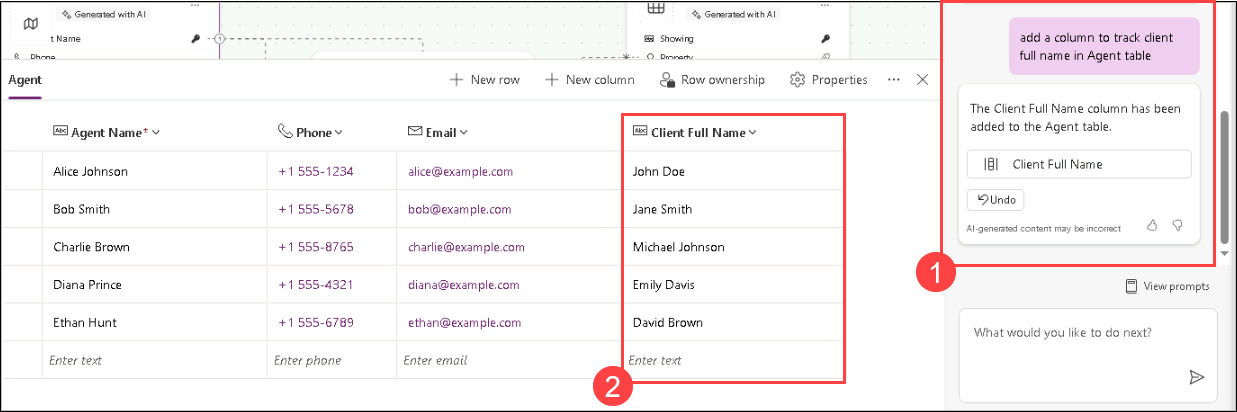 Generated with AI
t Name
Phone
1
Generated with AI
Showing
Property
Agent
New row
New column
Row ownership
Properties
Abc Agent Name*
Phone
Email
Abc Client Full Name
Alice Johnson +1 555-1234 alice@example.com John Doe
Bob Smith +1 555-5678 bob@example.com Jane Smith
Charlie Brown +1 555-8765 charlie@example.com Michael Johnson
Diana Prince +1 555-4321 diana@example.com Emily Davis
Ethan Hunt +1 555-6789 ethan@example.com David Brown
Enter text Enter phone Enter email Enter text
2
add a column to track client
full name in Agent table
The Client Full Name column has been
added to the Agent table.
Client Full Name
Undo
AI-generated content may be incorrect
1
View prompts
What would you like to do next?